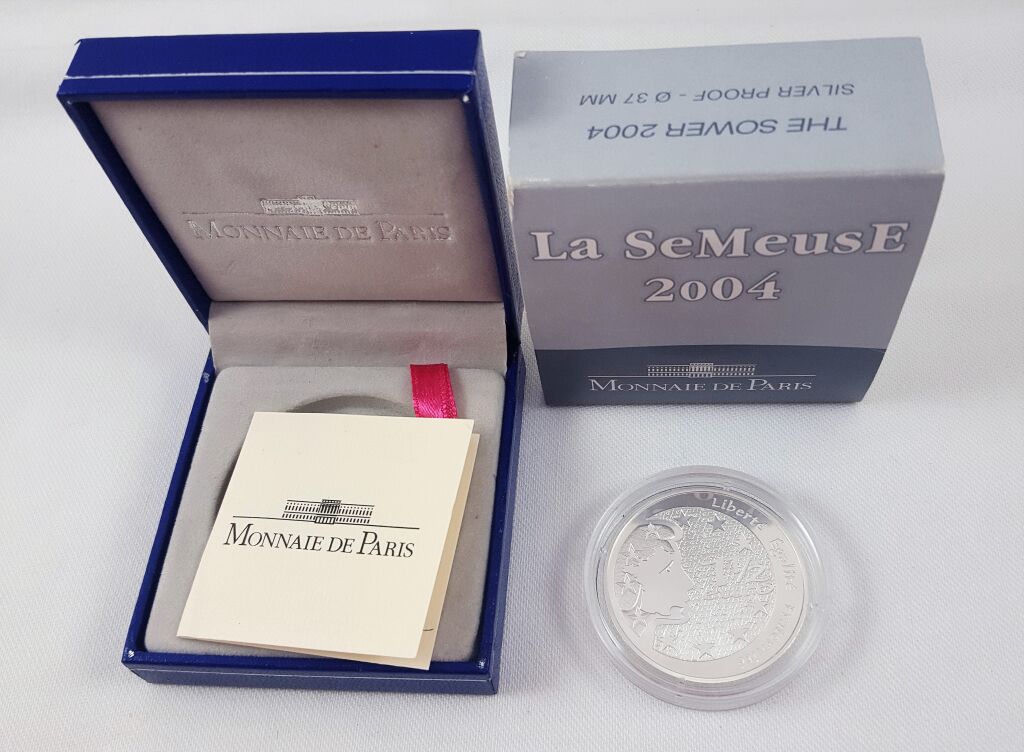 MONNAIE DE PARIS
SILVER PROOF - Ø 37 MM
THE SOWER 2004
La SeMeusE
2004
MONNAIE DE PARIS
MONNAIE DE PARIS
Liberté Egalité Fraternité